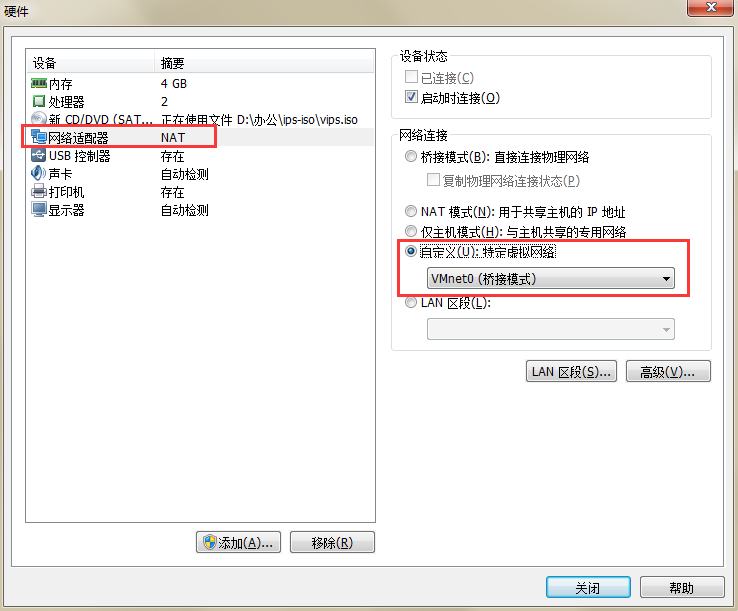 硬件
设备 摘要
内存 4 GB
处理器 2
新 CD/DVD (SAT... 正在使用文件 D:\办公\ips-iso\vips.iso
网络适配器 NAT
USB 控制器 存在
声卡 自动检测
打印机 存在
显示器 自动检测
添加(A)... 移除(R)
设备状态
已连接(C)
启动时连接(O)
网络连接
桥接模式(B): 直接连接物理网络
复制物理网络连接状态(P)
NAT 模式(N): 用于共享主机的 IP 地址
仅主机模式(H): 与主机共享的专用网络
自定义(U): 特定虚拟网络
VMnet0 (桥接模式)
LAN 区段(L):
LAN 区段(S)... 高级(V)...
关闭 帮助